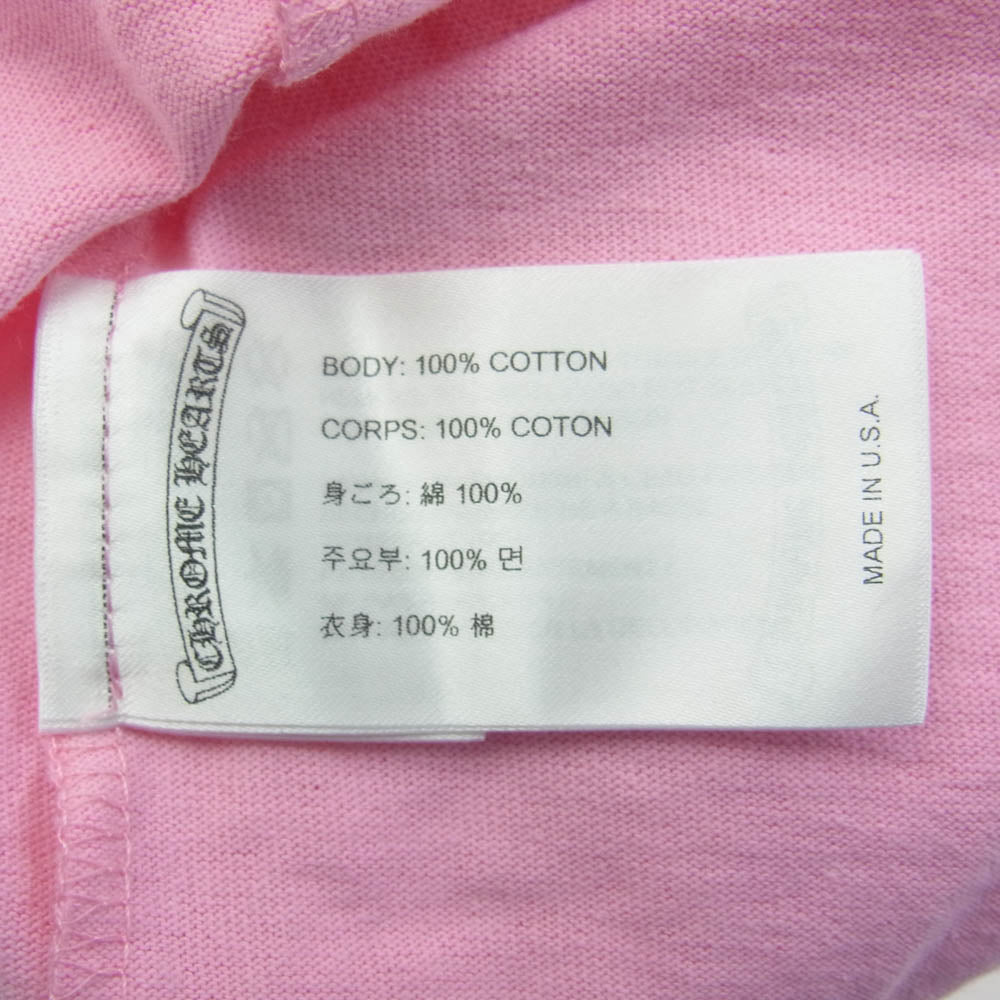 CHROME HEARTS
BODY: 100% COTTON
CORPS: 100% COTON
身ごろ: 綿 100%
주요부: 100% 면
衣身: 100% 棉
MADE IN U.S.A.